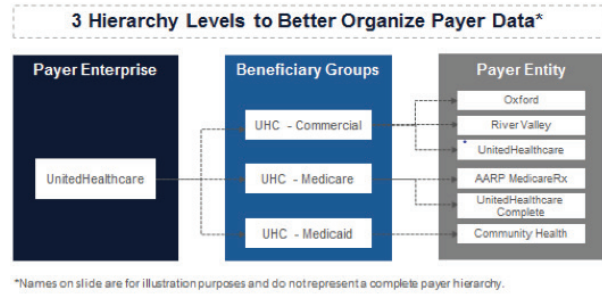 3 Hierarchy Levels to Better Organize Payer Data*
Payer Enterprise
UnitedHealthcare
Beneficiary Groups
UHC - Commercial
UHC - Medicare
UHC - Medicaid
Payer Entity
Oxford
River Valley
* UnitedHealthcare
AARP MedicareRx
UnitedHealthcare
Complete
Community Health
*Names on slide are for illustration purposes and do not represent a complete payer hierarchy.